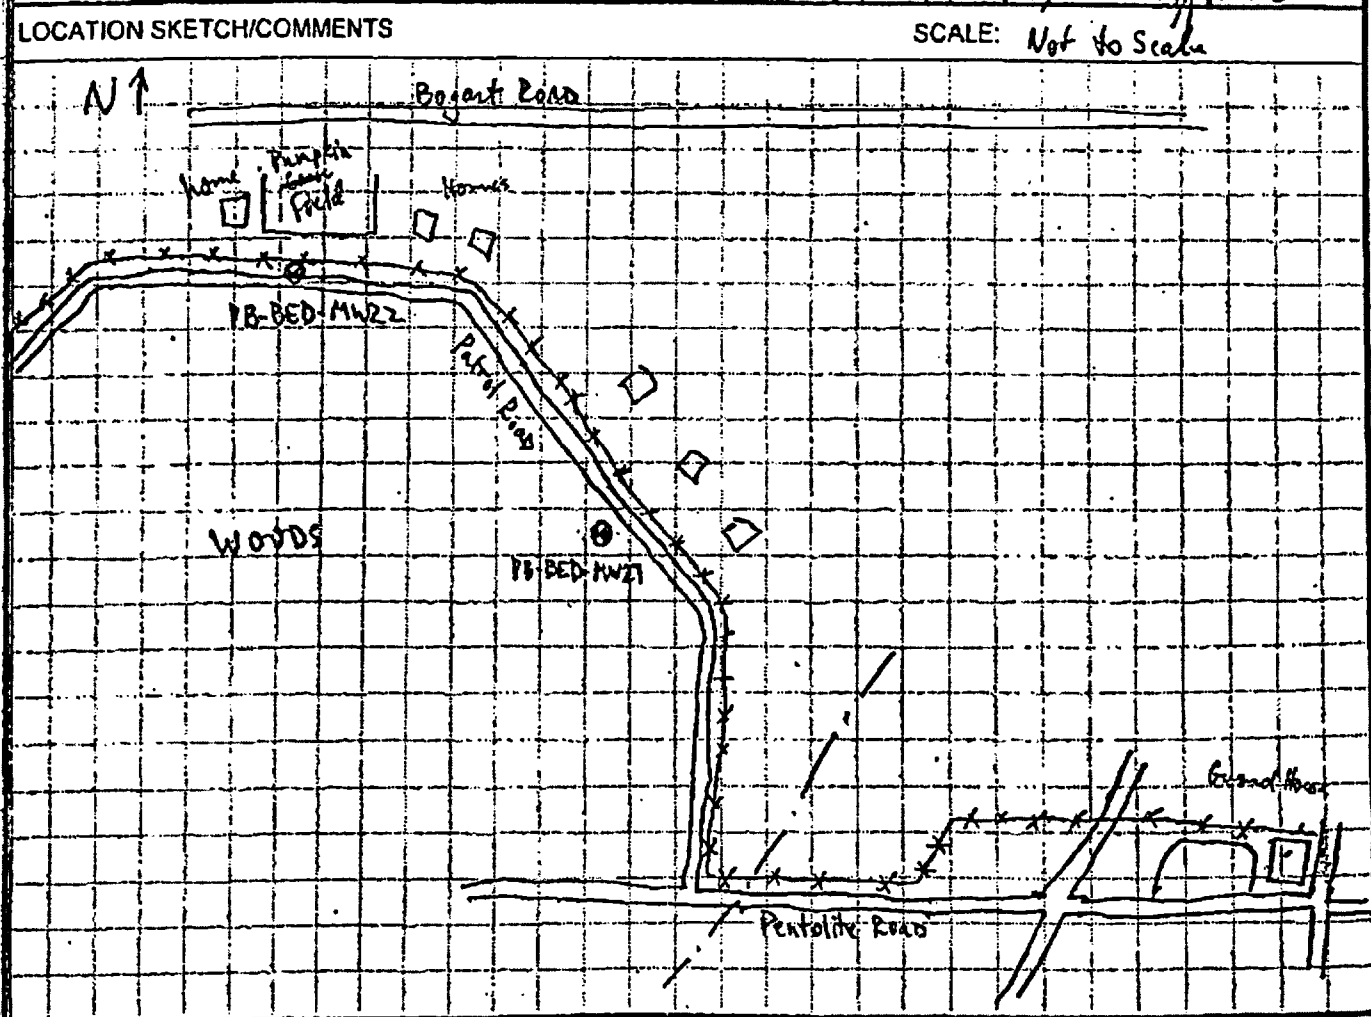 LOCATION SKETCH/COMMENTS
SCALE: Not to Scale
N
Bogart Road
home
Pumpkin
Field
Homes
PB-BED-MW22
Patrol Road
WOODS
PB-BED-MW21
Guard House
Pentolite Road